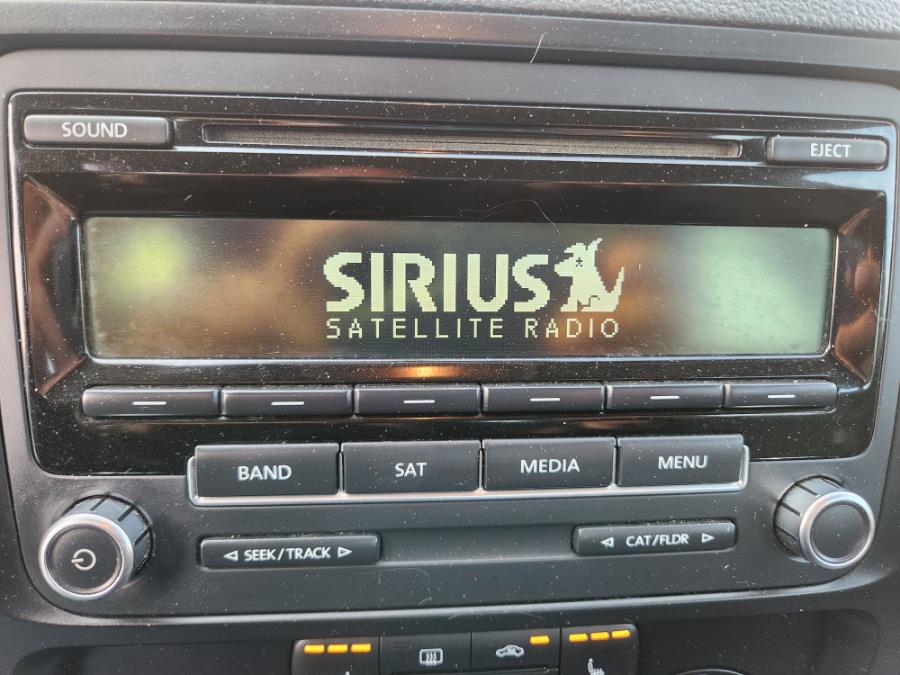 SOUND
EJECT
SIRIUS
SATELLITE RADIO
BAND
SAT
MEDIA
MENU
SEEK/TRACK
CAT/FLDR